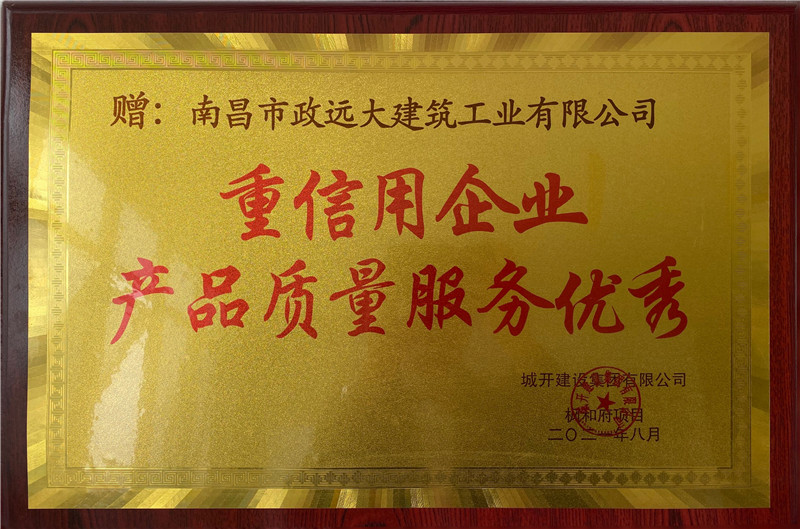 赠：南昌市政远大建筑工业有限公司
重信用企业
产品质量服务优秀
城开建设集团有限公司
枫和府项目
二〇二一年八月